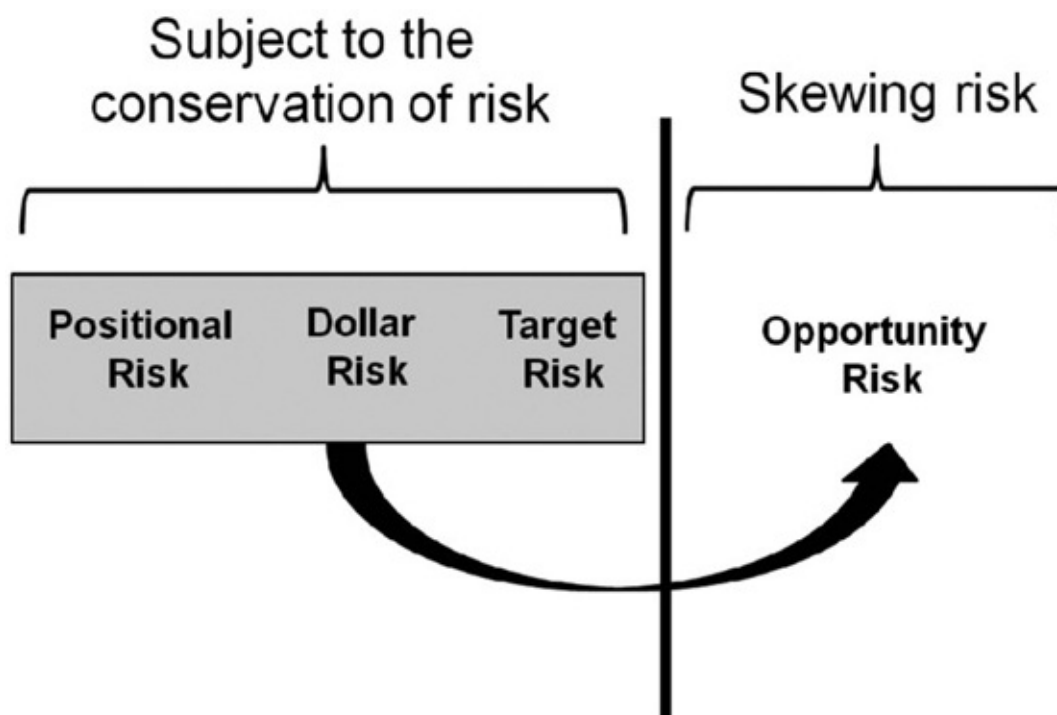 Subject to the
conservation of risk
Skewing risk
Positional
Risk
Dollar
Risk
Target
Risk
Opportunity
Risk